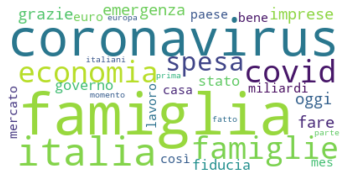 grazie euro emergenza paese bene imprese
europa
coronavirus
italiani
economia spesa covid
prima
governo stato miliardi
casa oggi
mercato momento lavoro
famiglia
fatto fare
italia famiglie
parte
così fiducia mes